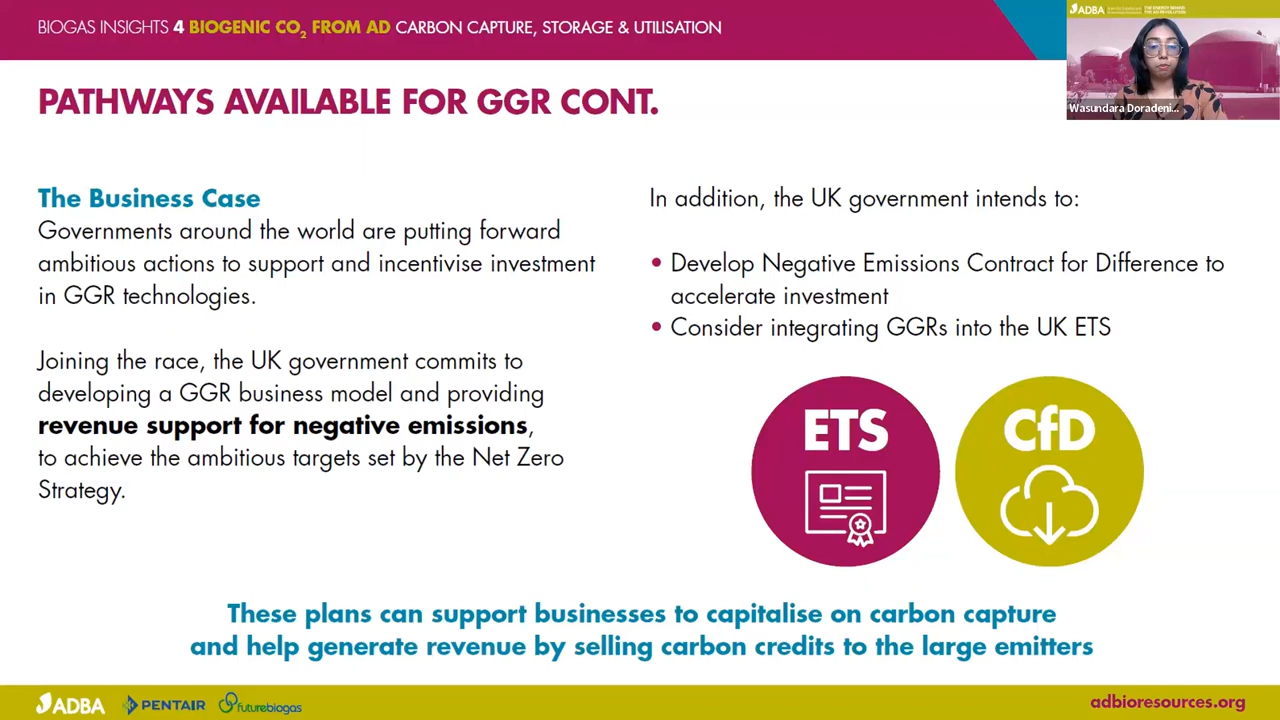 BIOGAS INSIGHTS 4 BIOGENIC CO₂ FROM AD CARBON CAPTURE, STORAGE & UTILISATION
ADBA
Wasundara Doradeni...
PATHWAYS AVAILABLE FOR GGR CONT.
The Business Case
Governments around the world are putting forward
ambitious actions to support and incentivise investment
in GGR technologies.
Joining the race, the UK government commits to
developing a GGR business model and providing
revenue support for negative emissions,
to achieve the ambitious targets set by the Net Zero
Strategy.
In addition, the UK government intends to:
• Develop Negative Emissions Contract for Difference to
accelerate investment
• Consider integrating GGRs into the UK ETS
ETS
CfD
These plans can support businesses to capitalise on carbon capture
and help generate revenue by selling carbon credits to the large emitters
ADBA
PENTAIR
futurebiogas
adbioresources.org